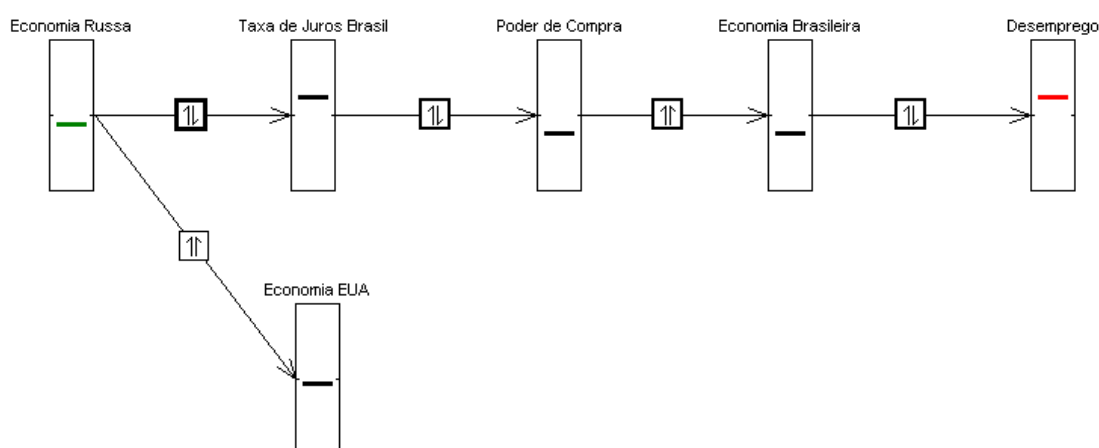 Economia Russa
Taxa de Juros Brasil
Poder de Compra
Economia Brasileira
Desemprego
Economia EUA